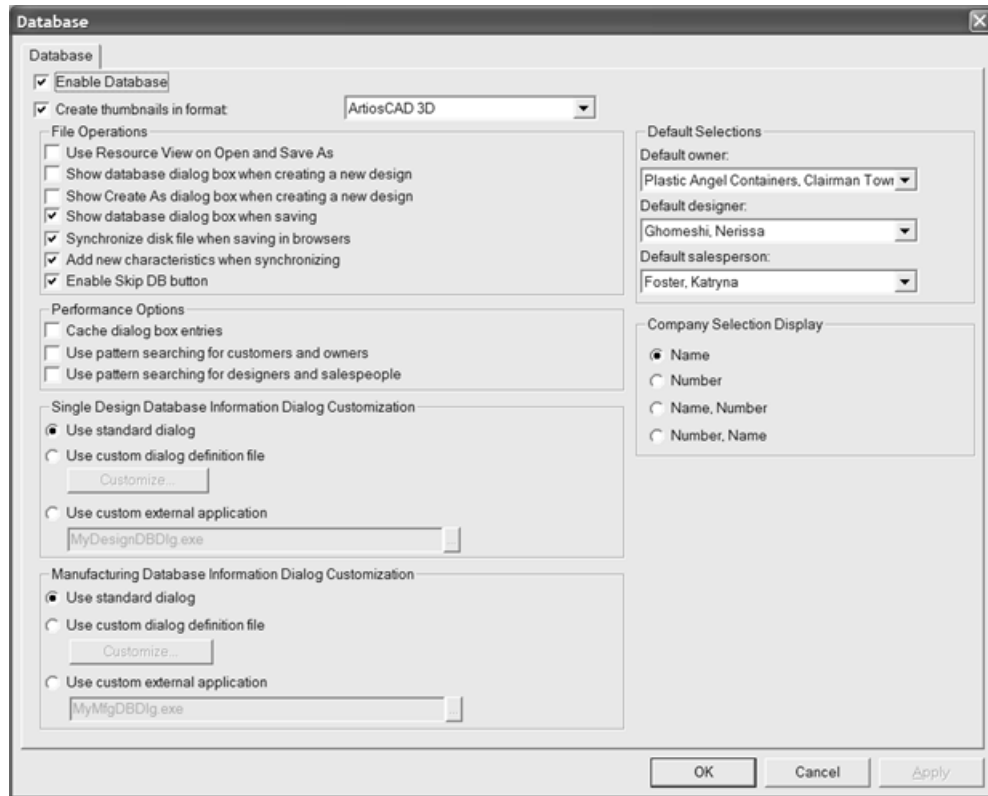 Database
Database
Enable Database
Create thumbnails in format:
ArtiosCAD 3D
File Operations
Use Resource View on Open and Save As
Show database dialog box when creating a new design
Show Create As dialog box when creating a new design
Show database dialog box when saving
Synchronize disk file when saving in browsers
Add new characteristics when synchronizing
Enable Skip DB button
Performance Options
Cache dialog box entries
Use pattern searching for customers and owners
Use pattern searching for designers and salespeople
Single Design Database Information Dialog Customization
Use standard dialog
Use custom dialog definition file
Customize...
Use custom external application
MyDesignDBDlg.exe
...
Manufacturing Database Information Dialog Customization
Use standard dialog
Use custom dialog definition file
Customize...
Use custom external application
MyMfgDBDlg.exe
...
Default Selections
Default owner:
Plastic Angel Containers, Clairman Town
Default designer:
Ghomeshi, Nerissa
Default salesperson:
Foster, Katryna
Company Selection Display
Name
Number
Name, Number
Number, Name
OK
Cancel
Apply